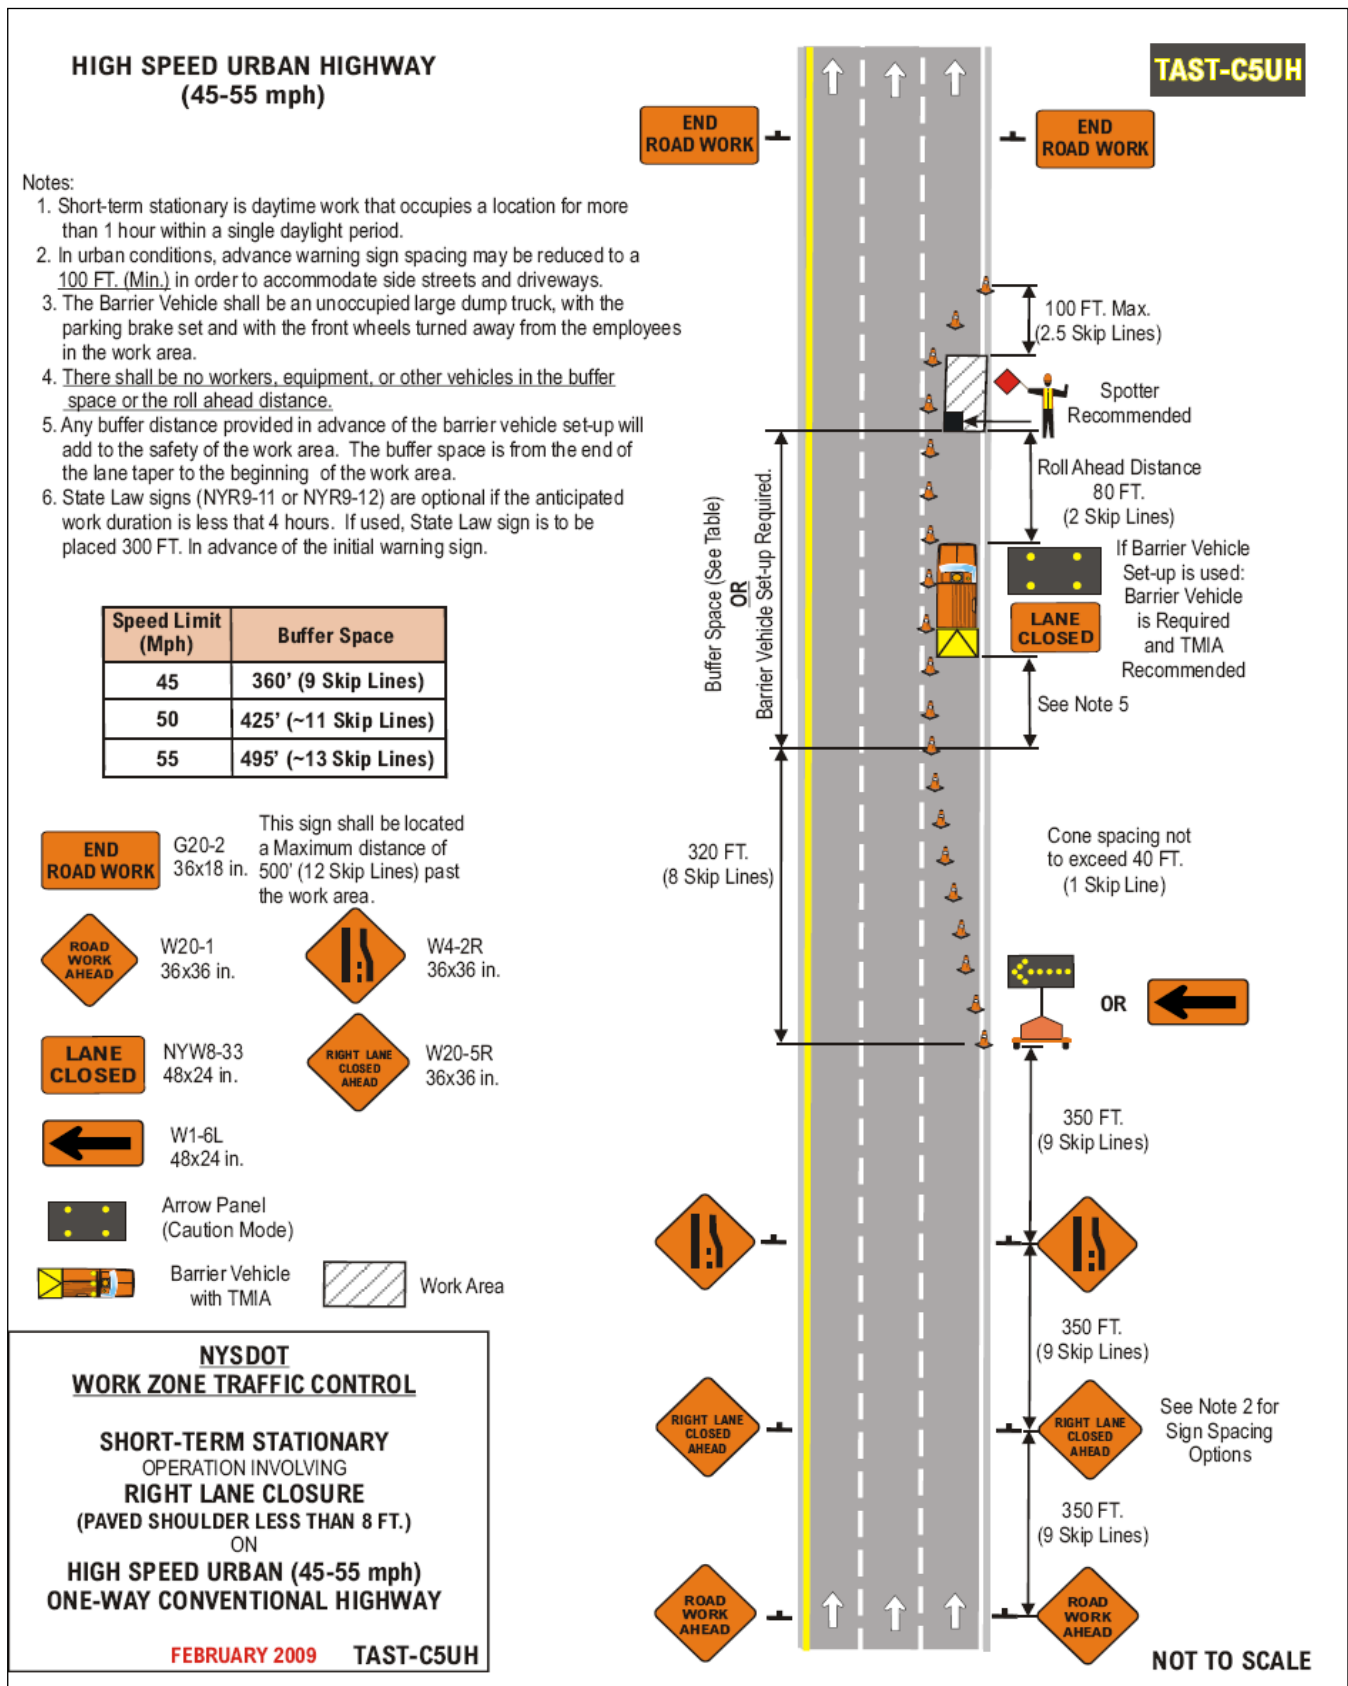 HIGH SPEED URBAN HIGHWAY
(45-55 mph)
TAST-C5UH
END
ROAD WORK
END
ROAD WORK
Notes:
1. Short-term stationary is daytime work that occupies a location for more
than 1 hour within a single daylight period.
2. In urban conditions, advance warning sign spacing may be reduced to a
100 FT. (Min.) in order to accommodate side streets and driveways.
3. The Barrier Vehicle shall be an unoccupied large dump truck, with the
parking brake set and with the front wheels turned away from the employees
in the work area.
4. There shall be no workers, equipment, or other vehicles in the buffer
space or the roll ahead distance.
5. Any buffer distance provided in advance of the barrier vehicle set-up will
add to the safety of the work area. The buffer space is from the end of
the lane taper to the beginning of the work area.
6. State Law signs (NYR9-11 or NYR9-12) are optional if the anticipated
work duration is less that 4 hours. If used, State Law sign is to be
placed 300 FT. In advance of the initial warning sign.
100 FT. Max.
(2.5 Skip Lines)
Spotter
Recommended
Roll Ahead Distance
80 FT.
(2 Skip Lines)
If Barrier Vehicle
Set-up is used:
Barrier Vehicle
is Required
and TMIA
Recommended
LANE
CLOSED
See Note 5
Buffer Space (See Table)
OR
Barrier Vehicle Set-up Required.
Speed Limit
(Mph)
Buffer Space
45
360' (9 Skip Lines)
50
425' (~11 Skip Lines)
55
495' (~13 Skip Lines)
320 FT.
(8 Skip Lines)
Cone spacing not
to exceed 40 FT.
(1 Skip Line)
OR
END
ROAD WORK
G20-2
36x18 in.
This sign shall be located
a Maximum distance of
500' (12 Skip Lines) past
the work area.
ROAD
WORK
AHEAD
W20-1
36x36 in.
W4-2R
36x36 in.
LANE
CLOSED
NYW8-33
48x24 in.
RIGHT LANE
CLOSED
AHEAD
W20-5R
36x36 in.
W1-6L
48x24 in.
Arrow Panel
(Caution Mode)
Barrier Vehicle
with TMIA
Work Area
350 FT.
(9 Skip Lines)
350 FT.
(9 Skip Lines)
RIGHT LANE
CLOSED
AHEAD
RIGHT LANE
CLOSED
AHEAD
See Note 2 for
Sign Spacing
Options
350 FT.
(9 Skip Lines)
ROAD
WORK
AHEAD
ROAD
WORK
AHEAD
NYSDOT
WORK ZONE TRAFFIC CONTROL
SHORT-TERM STATIONARY
OPERATION INVOLVING
RIGHT LANE CLOSURE
(PAVED SHOULDER LESS THAN 8 FT.)
ON
HIGH SPEED URBAN (45-55 mph)
ONE-WAY CONVENTIONAL HIGHWAY
FEBRUARY 2009 TAST-C5UH
NOT TO SCALE